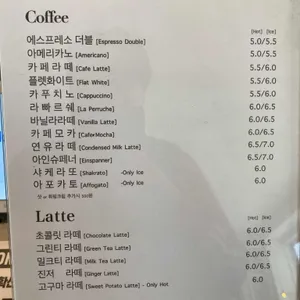 Coffee
(Hot) (Ice)
에스프레소 더블 [Espresso Double] 5.0/5.5
아메리카노 [Americano] 5.0/5.5
카 페 라 떼 [Cafe Latte] 5.5/6.0
플렛화이트 [Flat White] 5.5/6.0
카 푸 치 노 [Cappuccino] 5.5/6.0
라 빠 르 쉐 [La Perruche] 6.0/6.5
바닐라라떼 [Vanilla Latte] 6.0/6.5
카 페 모 카 [CafexMocha] 6.0/6.5
연 유 라 떼 [Condensed Milk Latte] 6.5/7.0
아인슈페너 [Einspanner] 6.5/7.0
샤 케 라 또 [Shakrato] -Only Ice 6.0
아 포 카 토 [Affogato] -Only Ice 6.0
Latte
(Hot) (Ice)
초콜릿 라떼 [Chocolate Latte] 6.0/6.5
그린티 라떼 [Green Tea Latte] 6.0/6.5
밀크티 라떼 [Milk Tea Latte] 6.0/6.5
진저 라떼 [Ginger Latte] 6.0/6.5
고구마 라떼 [Sweet Potato Latte] - Only Hot 6.0